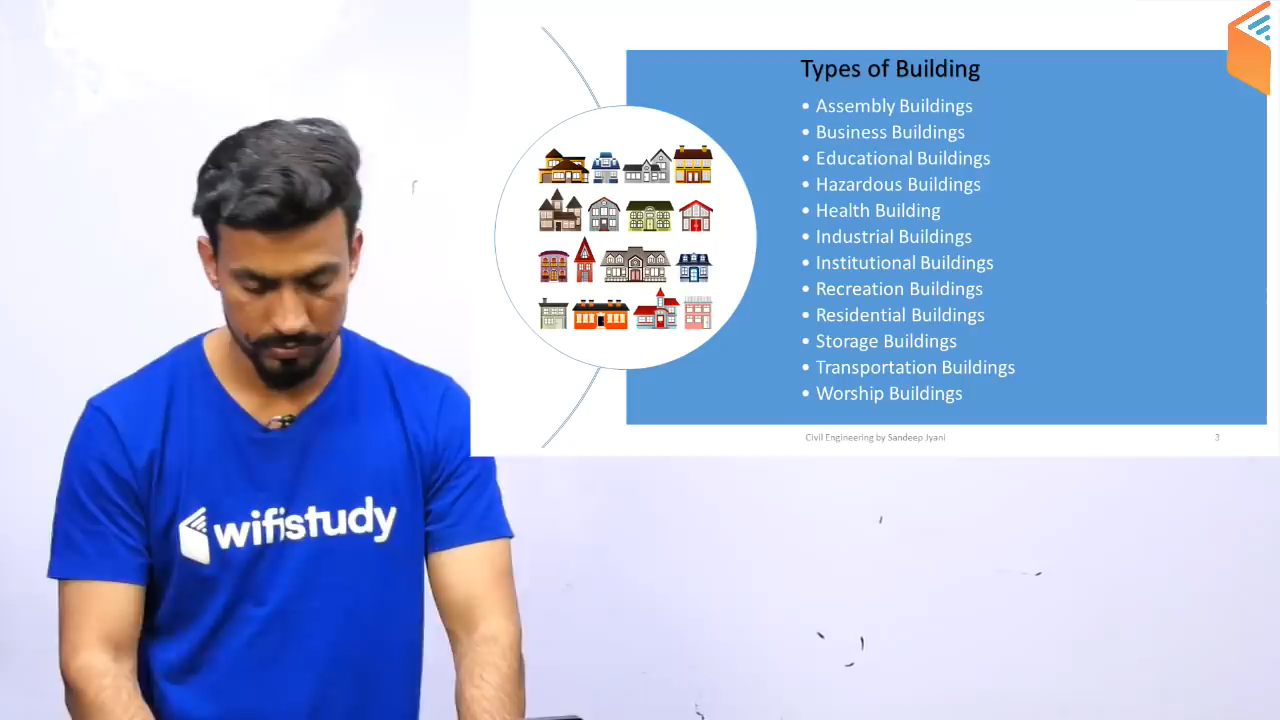 Types of Building
• Assembly Buildings
• Business Buildings
• Educational Buildings
• Hazardous Buildings
• Health Building
• Industrial Buildings
• Institutional Buildings
• Recreation Buildings
• Residential Buildings
• Storage Buildings
• Transportation Buildings
• Worship Buildings
Civil Engineering by Sandeep Jyani
3
wifistudy